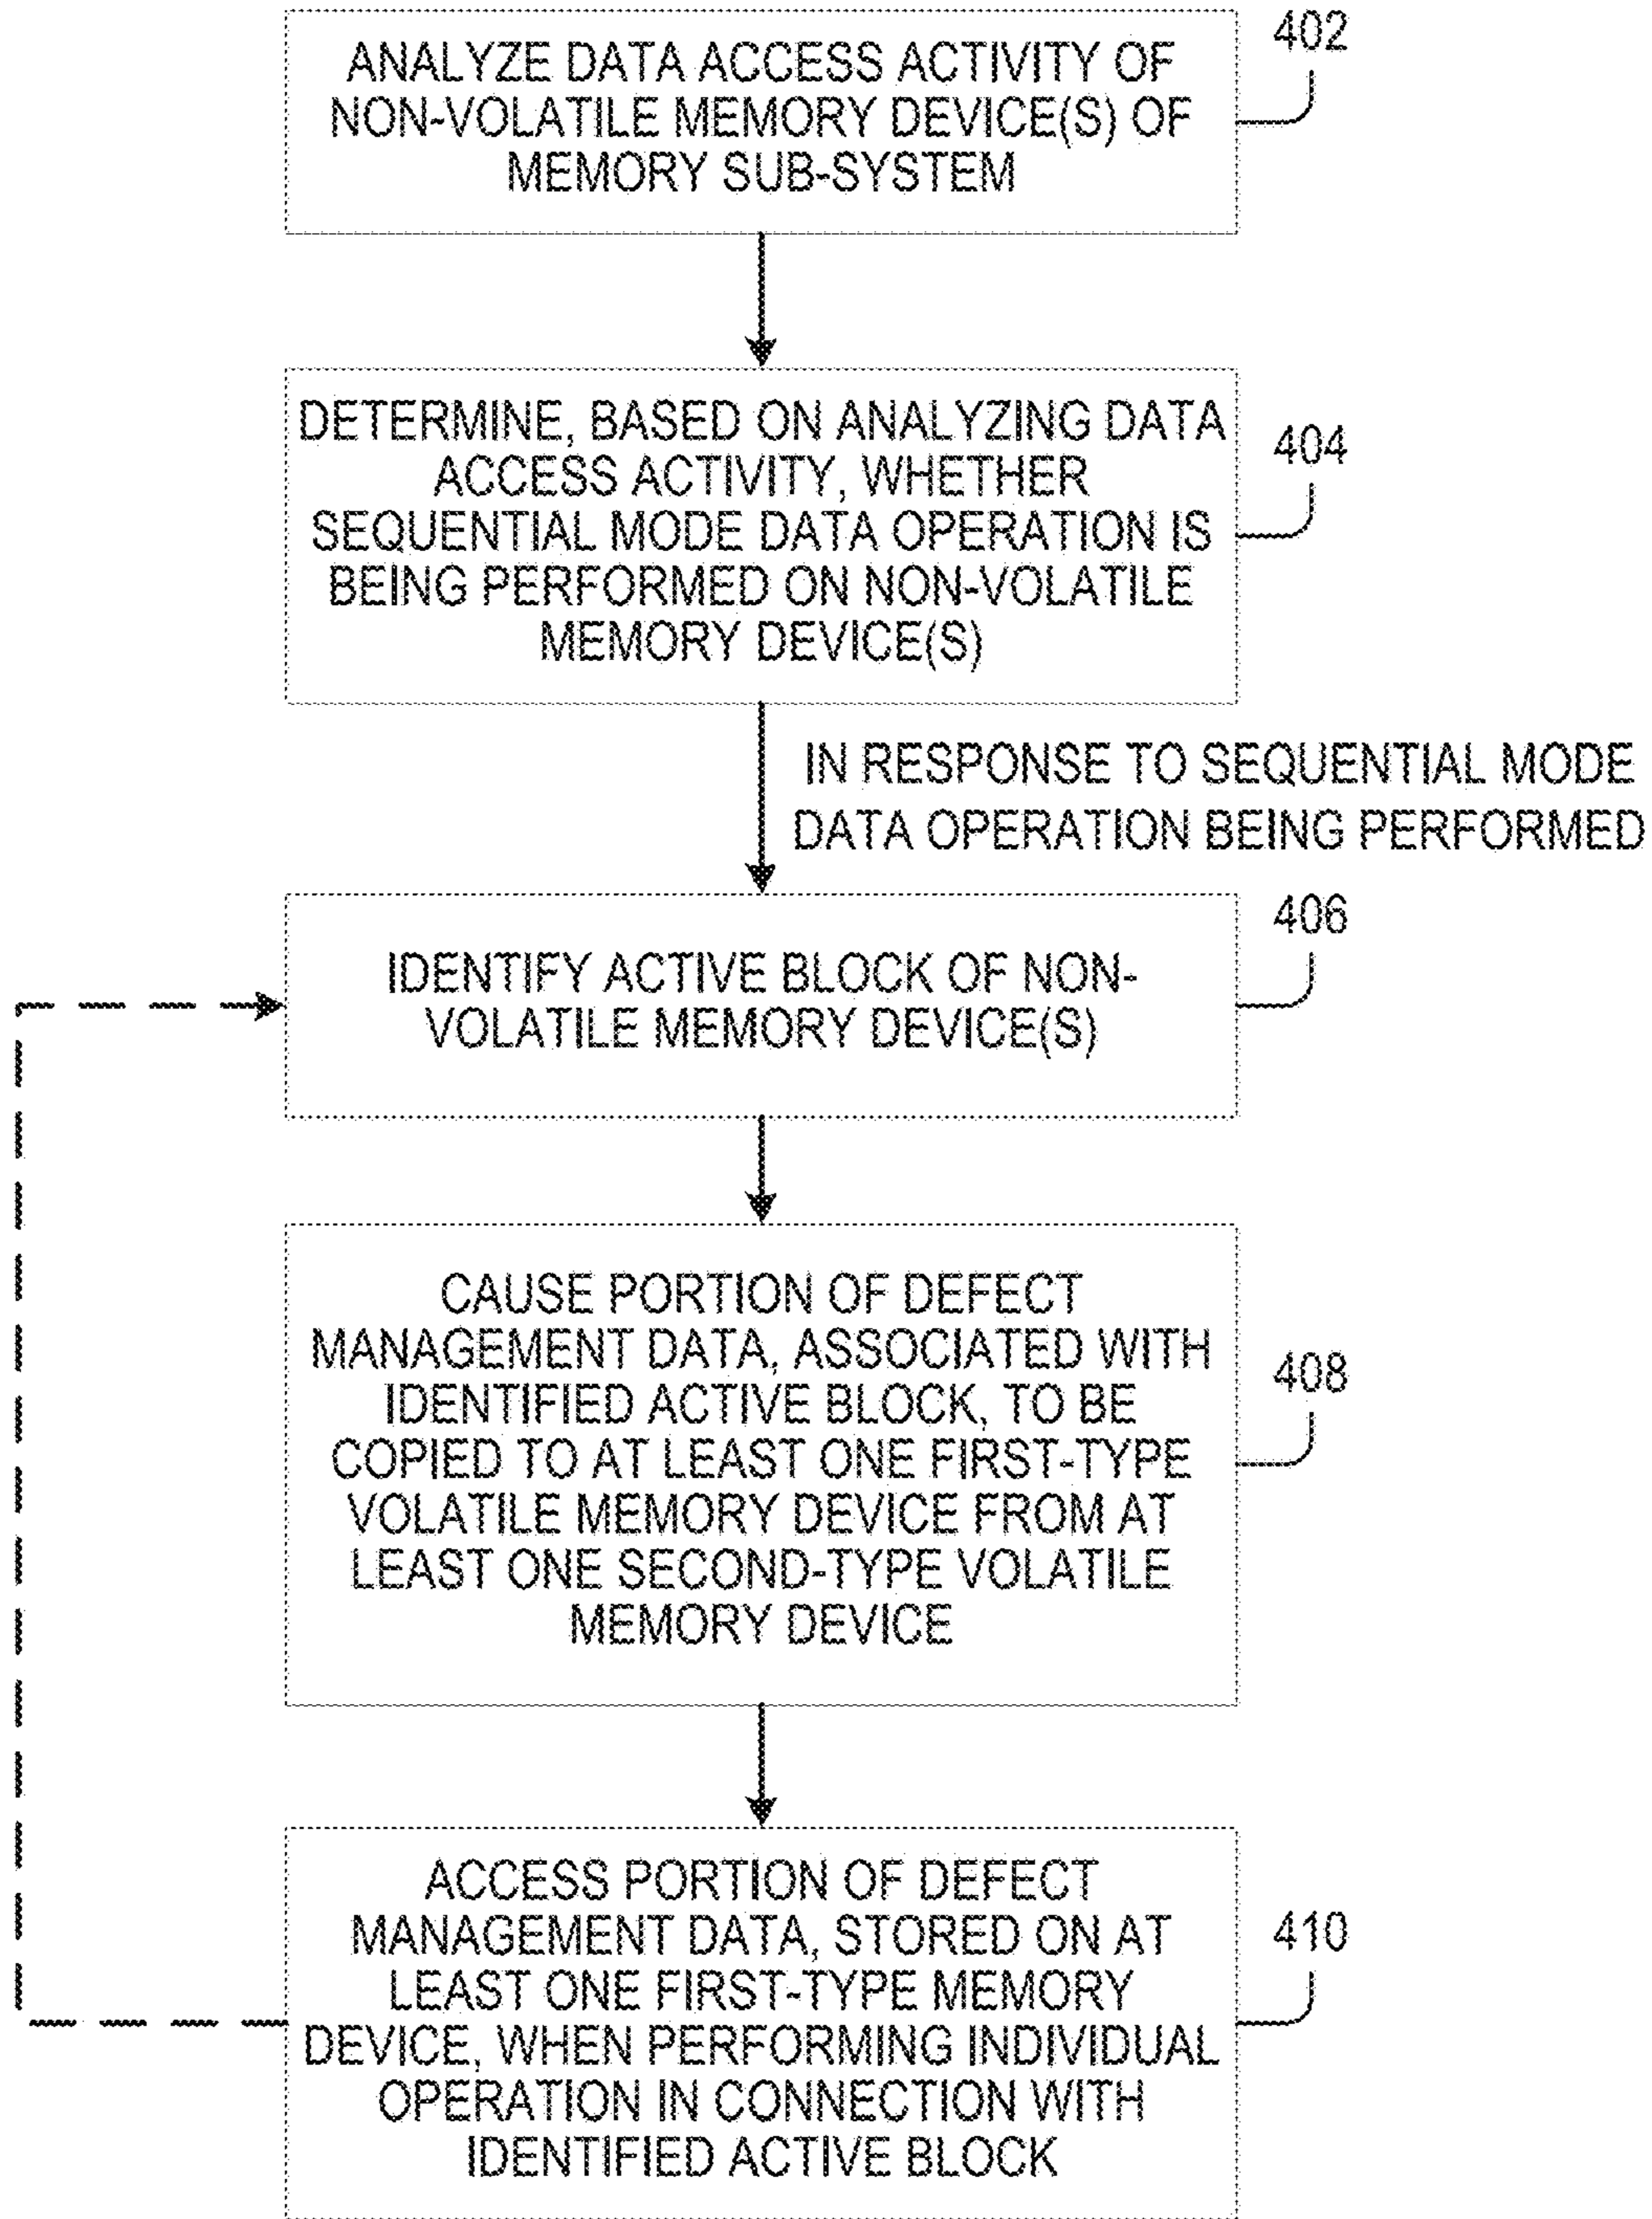 ANALYZE DATA ACCESS ACTIVITY OF
NON-VOLATILE MEMORY DEVICE(S) OF
MEMORY SUB-SYSTEM
402
DETERMINE, BASED ON ANALYZING DATA
ACCESS ACTIVITY, WHETHER
SEQUENTIAL MODE DATA OPERATION IS
BEING PERFORMED ON NON-VOLATILE
MEMORY DEVICE(S)
404
IN RESPONSE TO SEQUENTIAL MODE
DATA OPERATION BEING PERFORMED
IDENTIFY ACTIVE BLOCK OF NON-
VOLATILE MEMORY DEVICE(S)
406
CAUSE PORTION OF DEFECT
MANAGEMENT DATA, ASSOCIATED WITH
IDENTIFIED ACTIVE BLOCK, TO BE
COPIED TO AT LEAST ONE FIRST-TYPE
VOLATILE MEMORY DEVICE FROM AT
LEAST ONE SECOND-TYPE VOLATILE
MEMORY DEVICE
408
ACCESS PORTION OF DEFECT
MANAGEMENT DATA, STORED ON AT
LEAST ONE FIRST-TYPE MEMORY
DEVICE, WHEN PERFORMING INDIVIDUAL
OPERATION IN CONNECTION WITH
IDENTIFIED ACTIVE BLOCK
410